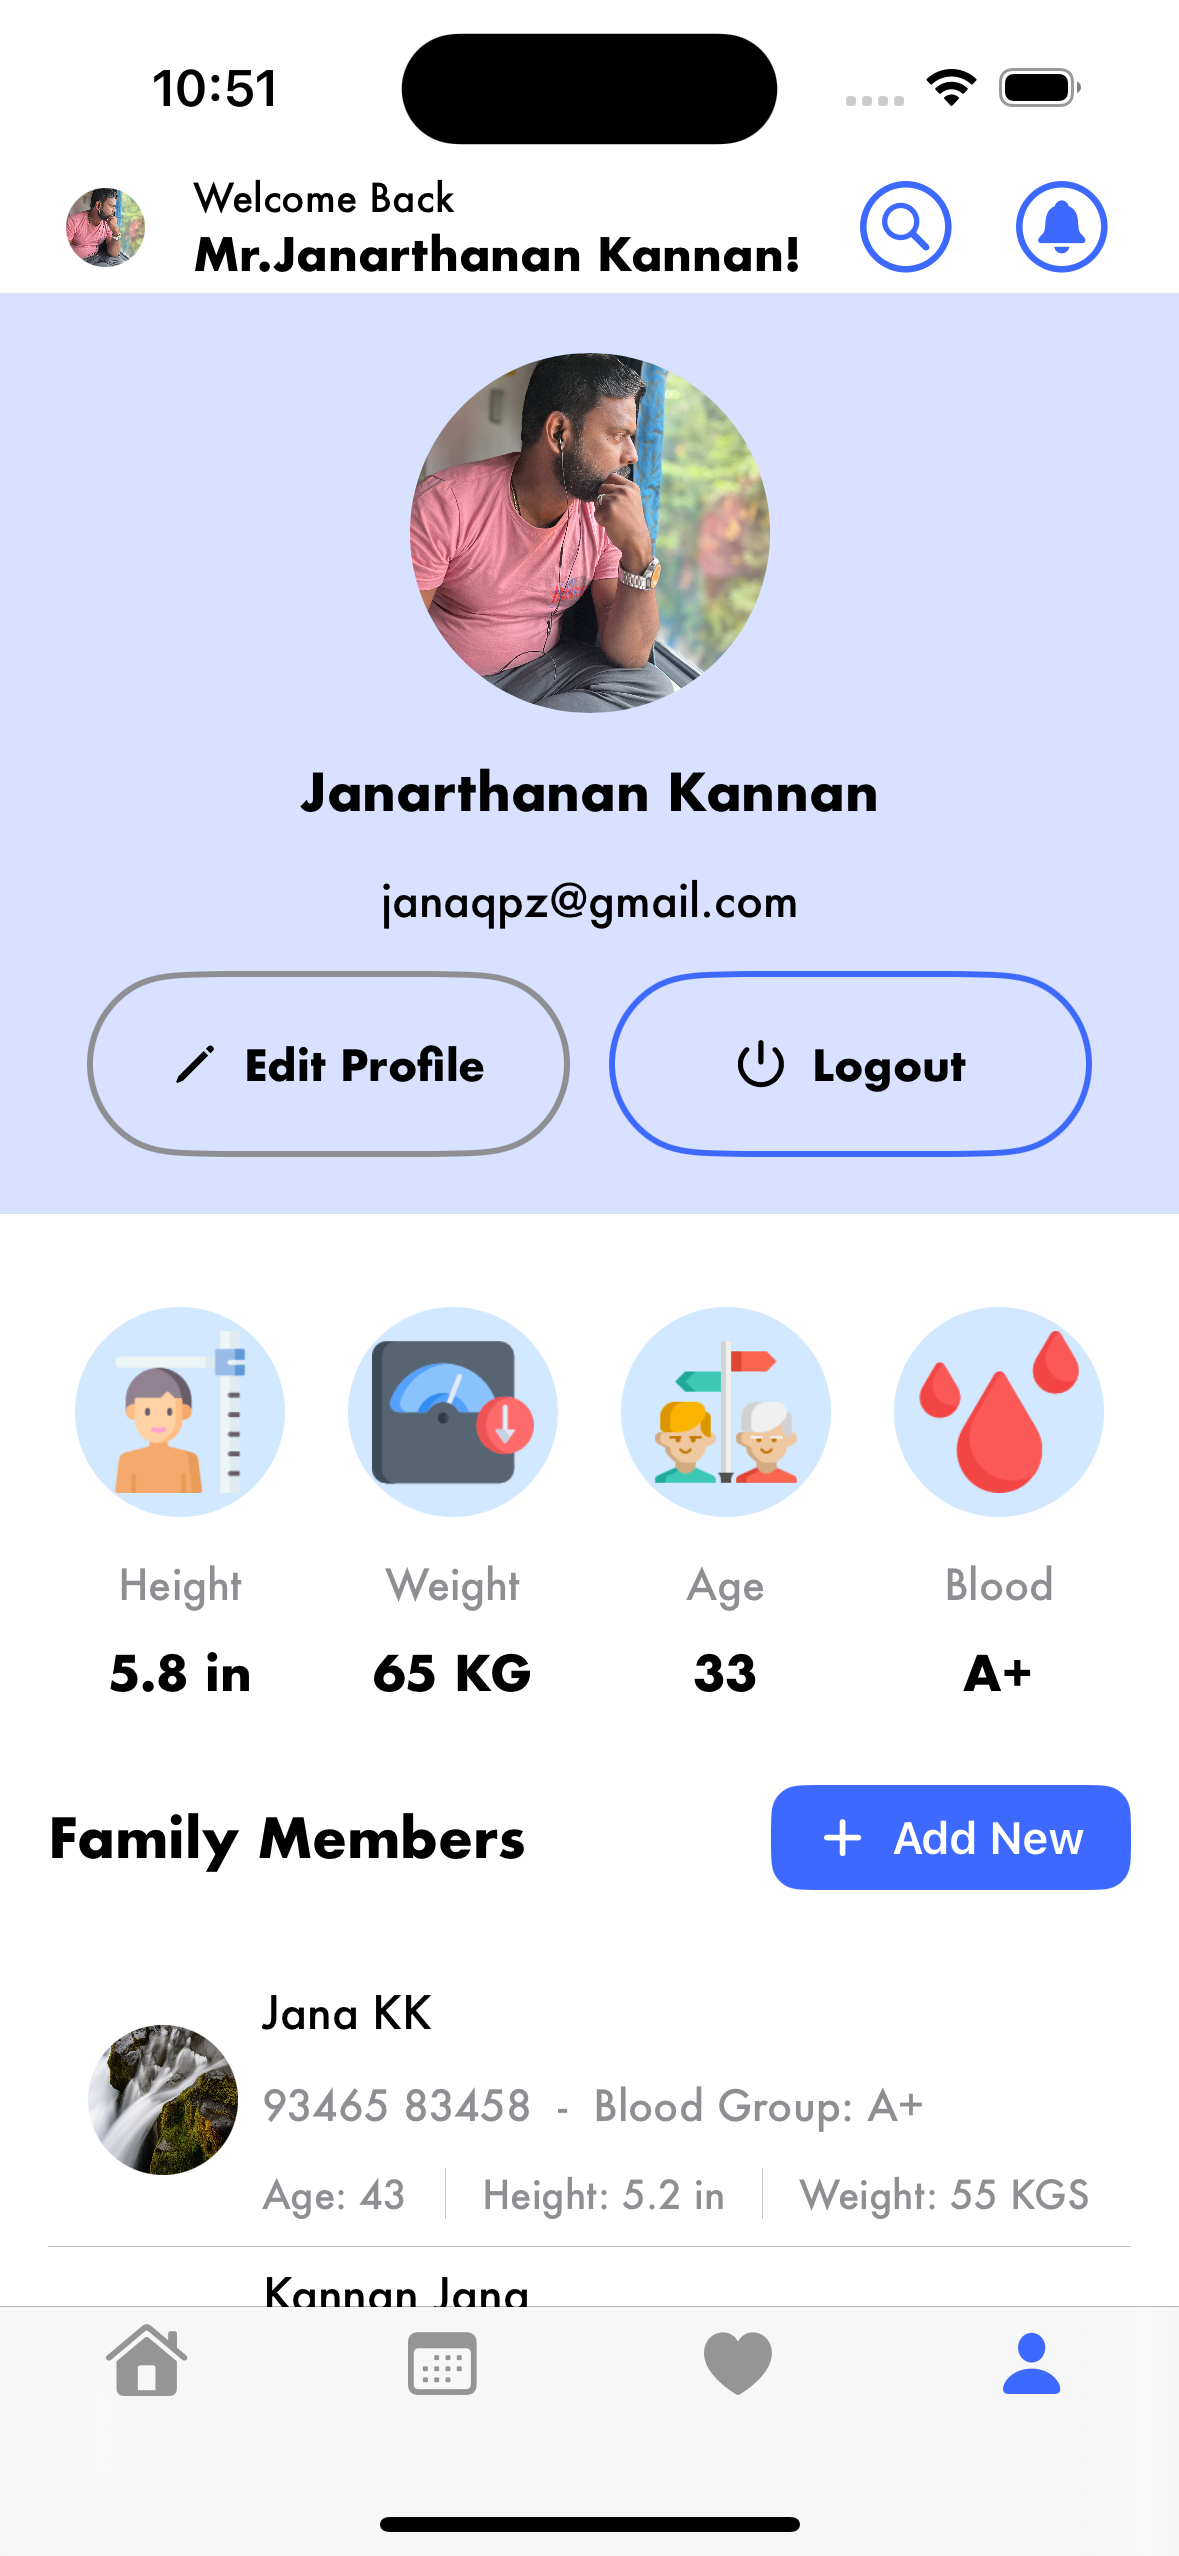 10:51
Welcome Back
Mr.Janarthanan Kannan!
Janarthanan Kannan
janaqpz@gmail.com
Edit Profile
Logout
Height Weight Age Blood
5.8 in 65 KG 33 A+
Family Members
Add New
Jana KK
93465 83458 - Blood Group: A+
Age: 43 Height: 5.2 in Weight: 55 KGS
Kannan Jana